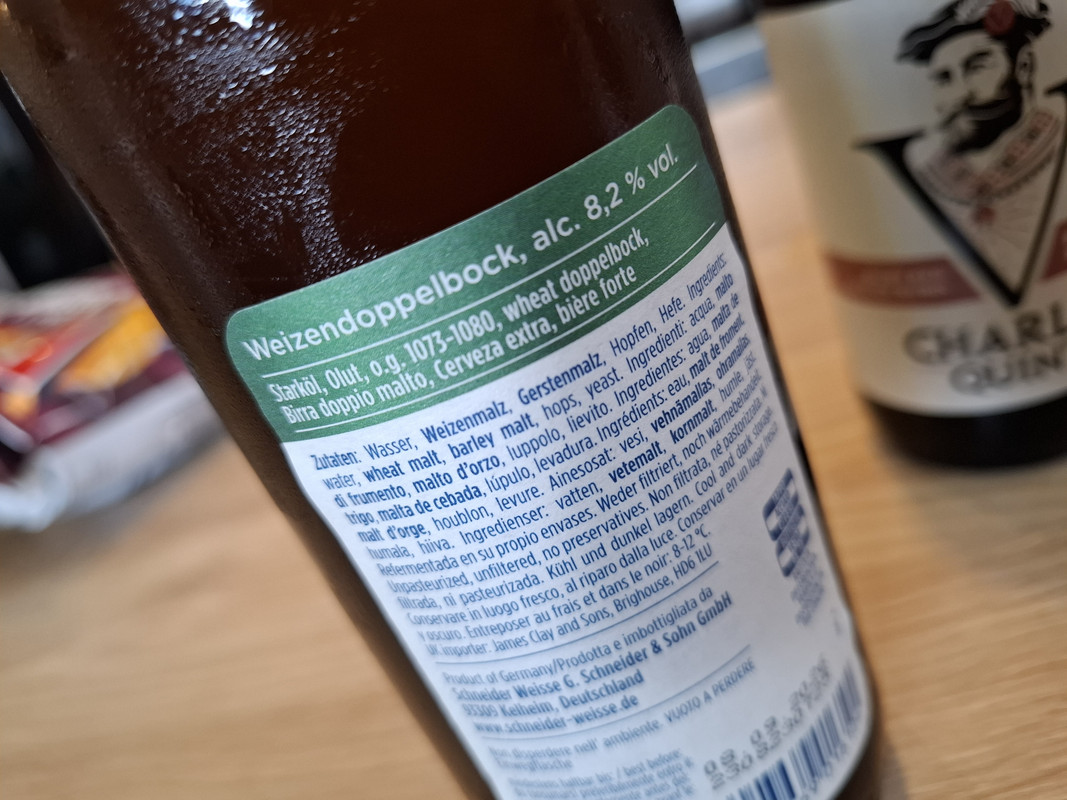 Weizendoppelbock, alc. 8,2 % vol.
Starköl, Olut, o.g. 1073-1080, wheat doppelbock,
Birra doppio malto, Cerveza extra, bière forte
Zutaten: Wasser, Weizenmalz, Gerstenmalz, Hopfen, Hefe. Ingredients:
water, wheat malt, barley malt, hops, yeast. Ingredienti: acqua, malto
di frumento, malto d'orzo, luppolo, lievito. Ingredientes: agua, malta de
trigo, malta de cebada, lúpulo, levadura. Ingrédients: eau, malt de froment,
malt d'orge, houblon, levure. Ainesosat: vesi, vehnämallas, ohramallas,
humala, hiiva. Ingredienser: vatten, vetemalt, kornmalt, humle, jäst.
Refermentada en su propio envases. Weder filtriert, noch wärmebehandelt.
Unpasteurized, unfiltered, no preservatives. Non filtrata, né pastorizzata.
filtrada, ni pasteurizada. Kühl und dunkel lagern. Cool and dark storage.
Conservare in luogo fresco, al riparo dalla luce. Conservar en un lugar fresco
y oscuro. Entreposer au frais et dans le noir: 8-12 °C.
UK importer: James Clay and Sons, Brighouse, HD6 1LU
Product of Germany/Prodotta e imbottigliata da
Schneider Weisse G. Schneider & Sohn GmbH
93309 Kelheim, Deutschland
www.schneider-weisse.de
Non disperdere nell' ambiente. VUOTO A PERDERE
Einwegflasche
V
CHARL
QUIN